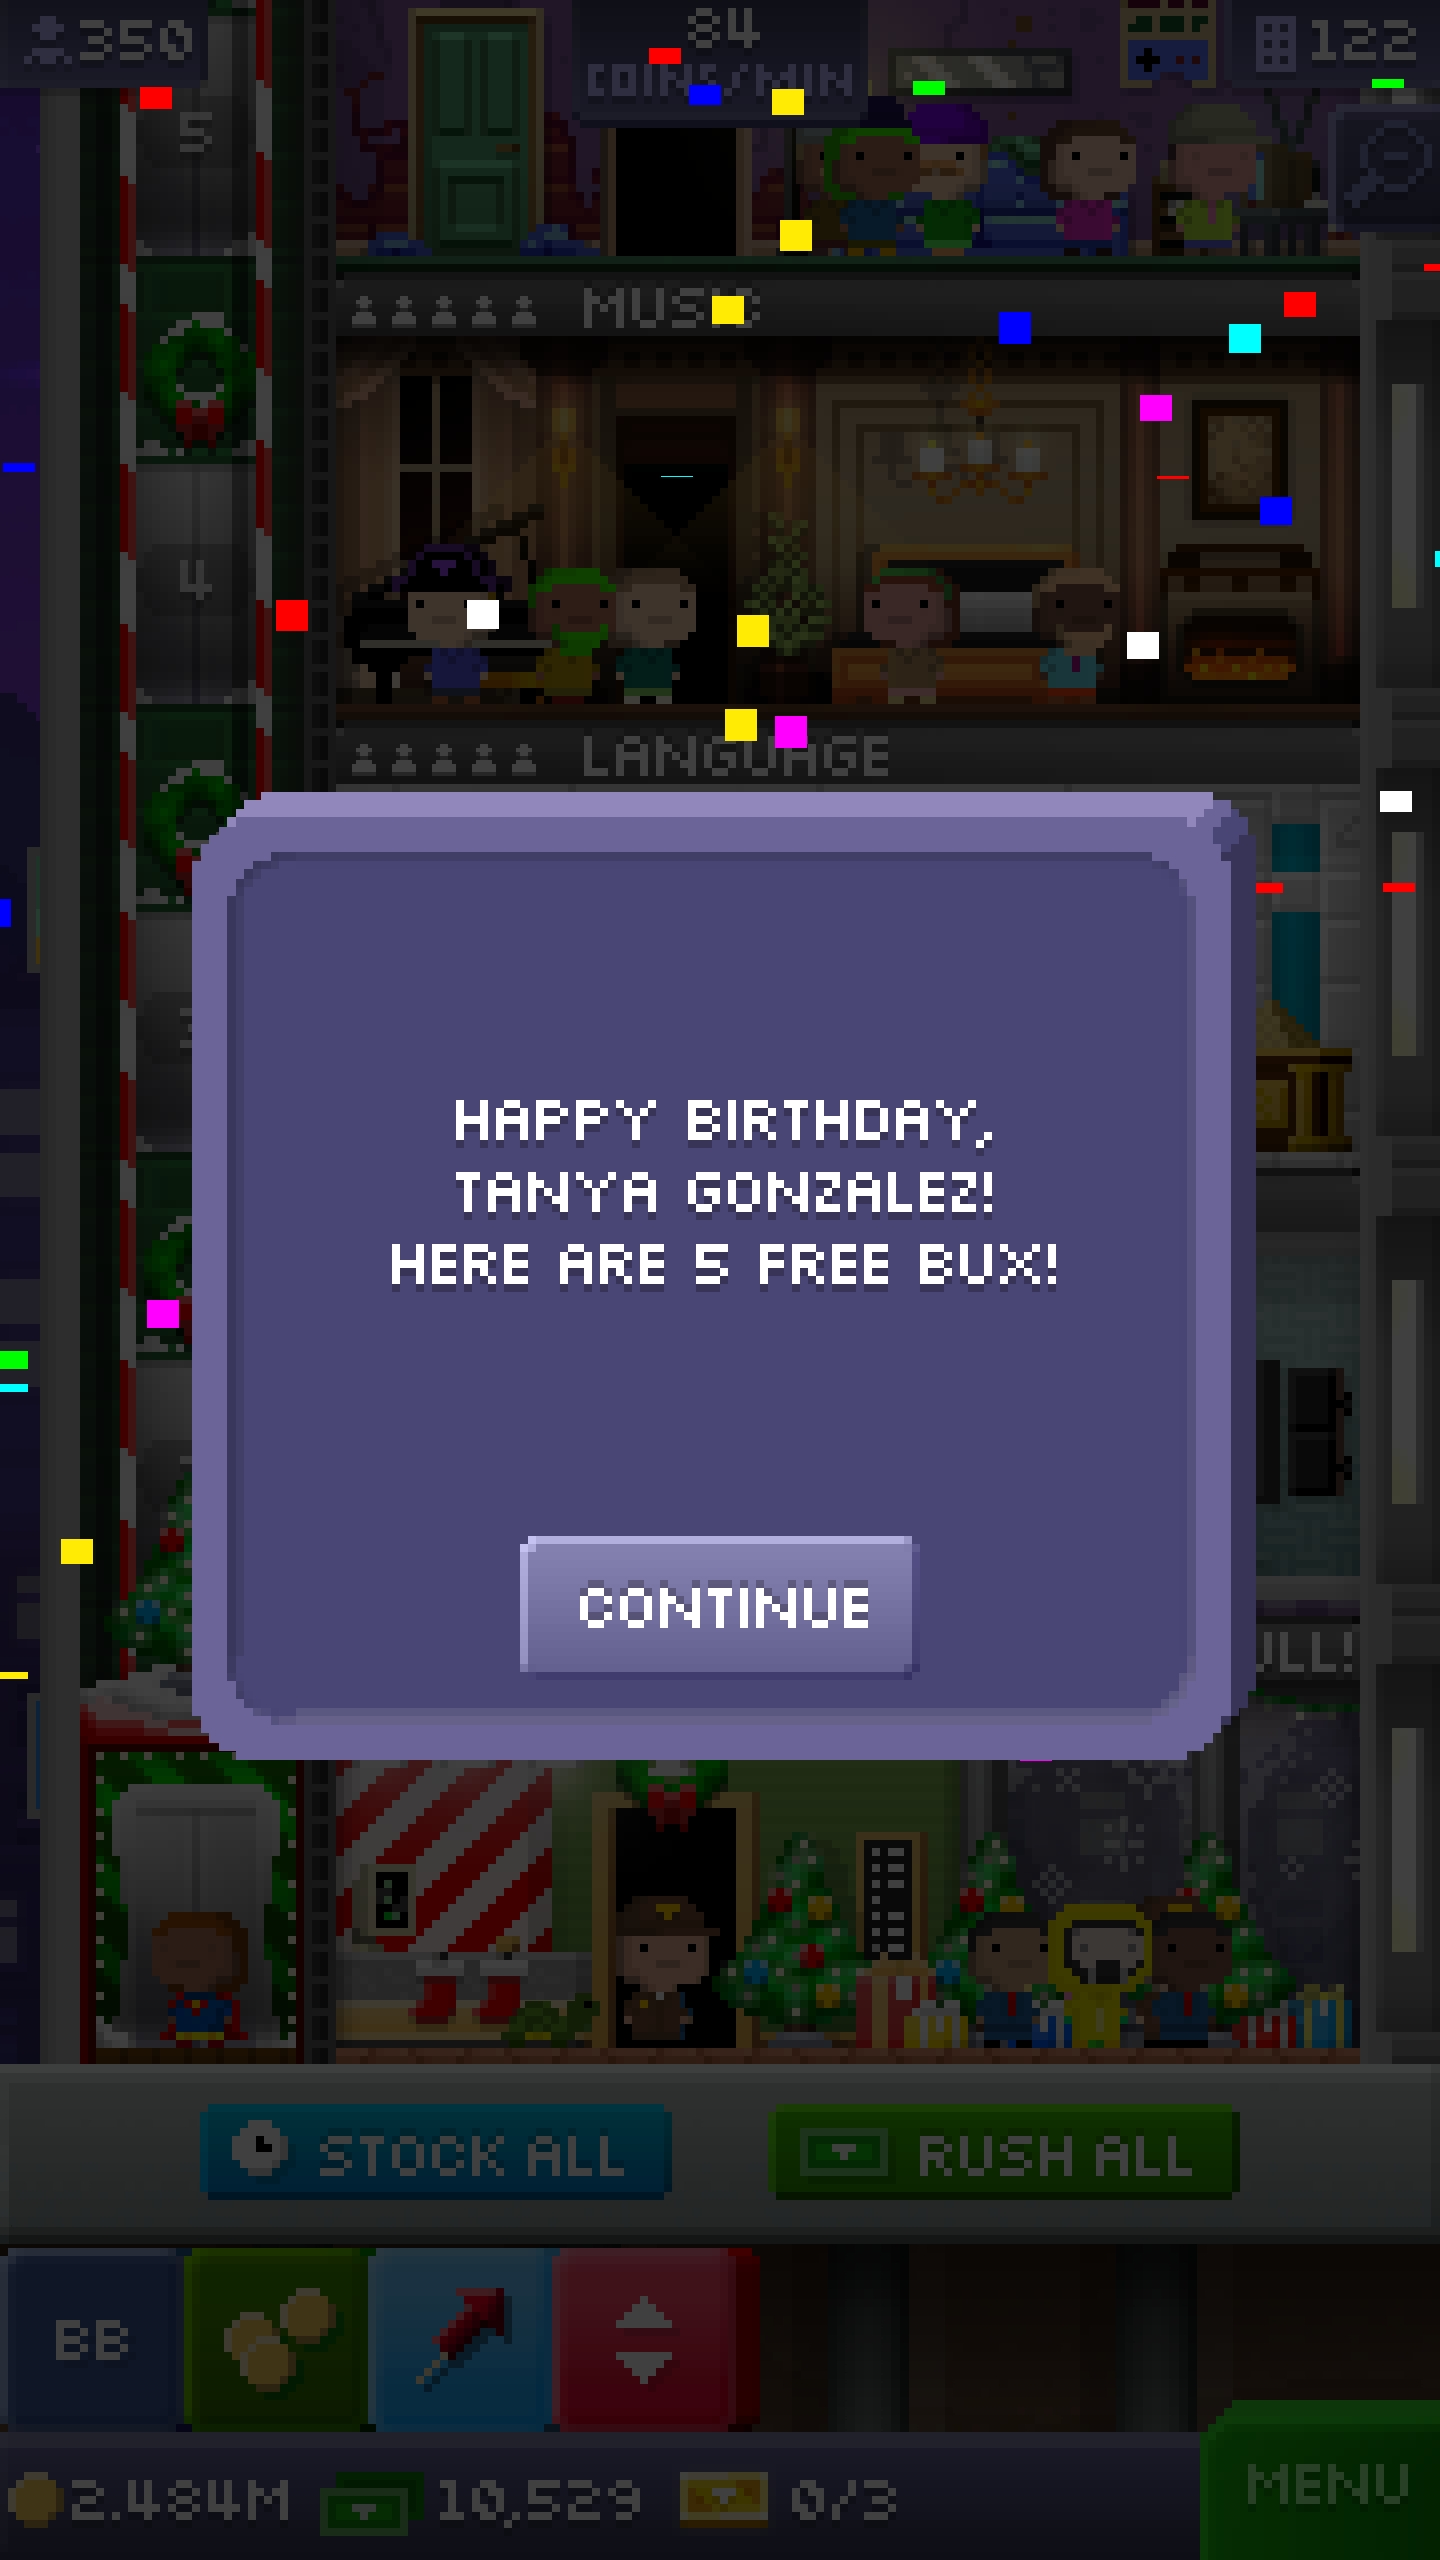 350
84
COINS/MIN
122
5
MUSIC
4
LANGUAGE
HAPPY BIRTHDAY,
TANYA GONZALEZ!
HERE ARE 5 FREE BUX!
CONTINUE
STOCK ALL
RUSH ALL
BB
2.484M
10,529
0/3
MENU